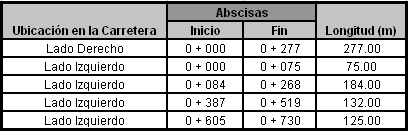 Ubicación en la Carretera Abscisas Longitud (m)
Inicio Fin
Lado Derecho 0 + 000 0 + 277 277.00
Lado Izquierdo 0 + 000 0 + 075 75.00
Lado Izquierdo 0 + 084 0 + 268 184.00
Lado Izquierdo 0 + 387 0 + 519 132.00
Lado Izquierdo 0 + 605 0 + 730 125.00